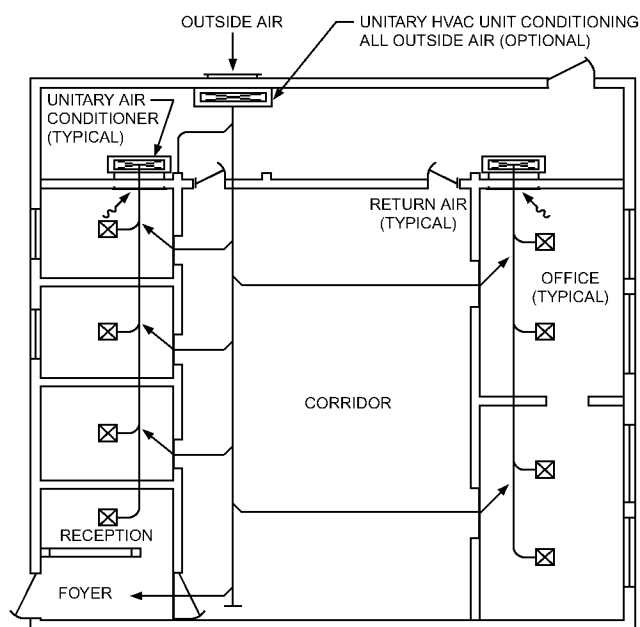 OUTSIDE AIR
UNITARY HVAC UNIT CONDITIONING
ALL OUTSIDE AIR (OPTIONAL)
UNITARY AIR
CONDITIONER
(TYPICAL)
RETURN AIR
(TYPICAL)
OFFICE
(TYPICAL)
CORRIDOR
RECEPTION
FOYER